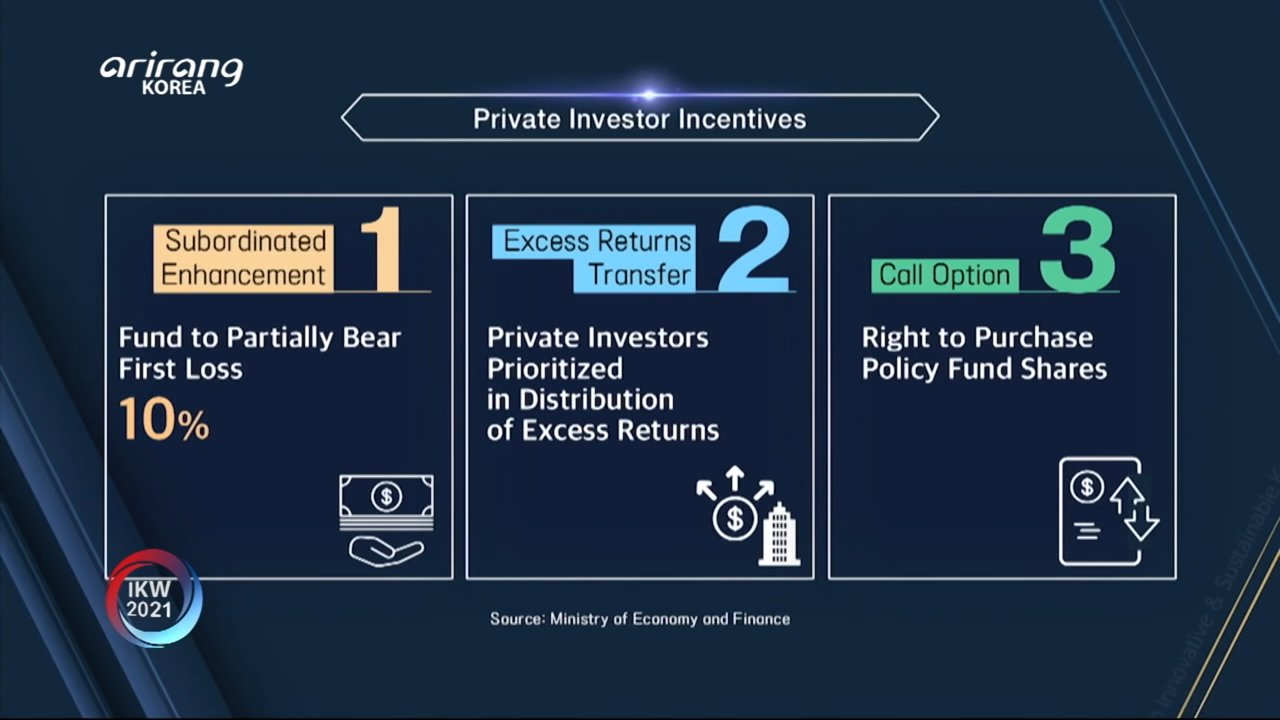 arirang
KOREA
Private Investor Incentives
Subordinated
Enhancement
1
Fund to Partially Bear
First Loss
10%
Excess Returns
Transfer
2
Private Investors
Prioritized
in Distribution
of Excess Returns
Call Option
3
Right to Purchase
Policy Fund Shares
$
$
$
IKW
2021
Source: Ministry of Economy and Finance
Innovative & Sustainable